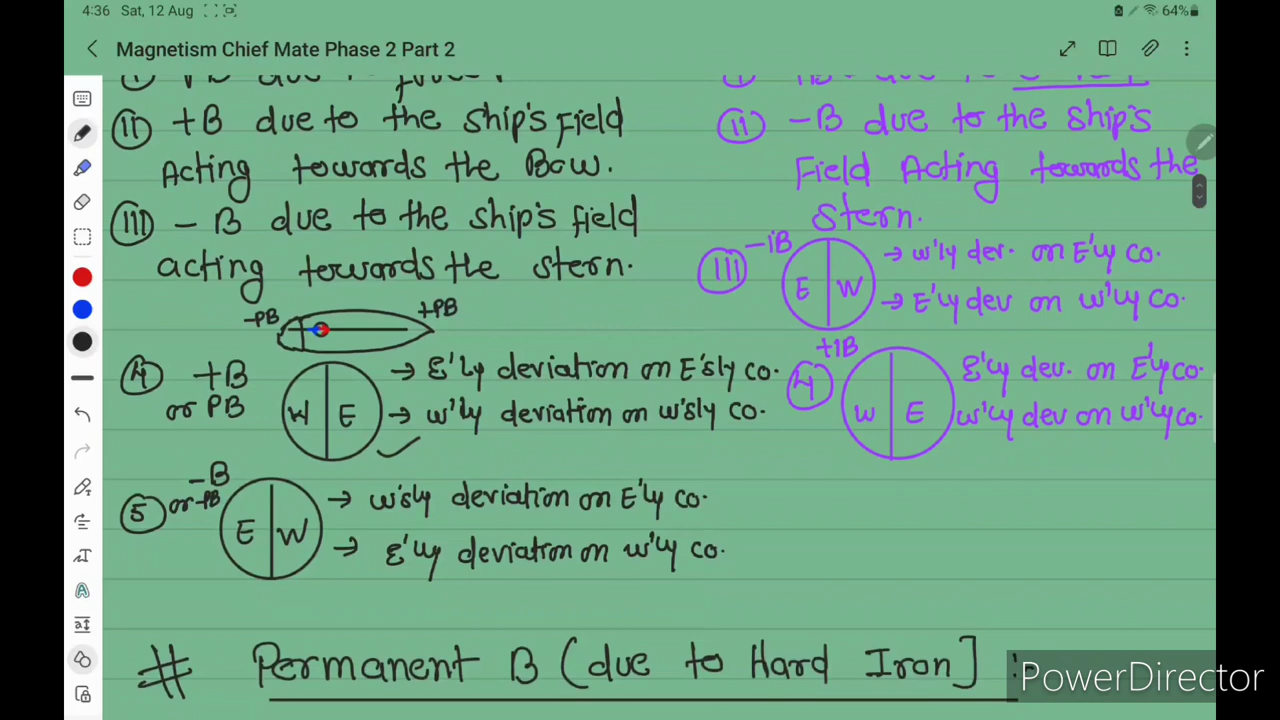 4:36 Sat, 12 Aug
64%
Magnetism Chief Mate Phase 2 Part 2
II +B due to the ship's Field
Acting towards the Bow.
III - B due to the ship's field
acting towards the stern.
-PB +PB
4 +B
or PB
W E
→ E'ly deviation on E'sly co.
→ w'ly deviation on w'sly co.
5 -B
or -PB
E W
→ w'sly deviation on E'ly co.
→ E'ly deviation on w'ly co.
ii -B due to the ship's
Field Acting towards the
Stern.
III -IB
E W
→ w'ly dev. on E'ly co.
→ E'ly dev on w'ly co.
4 +IB
W E
E'ly dev. on E'ly co.
w'ly dev on w'ly co.
# Permanent B (due to Hard Iron] :
PowerDirector